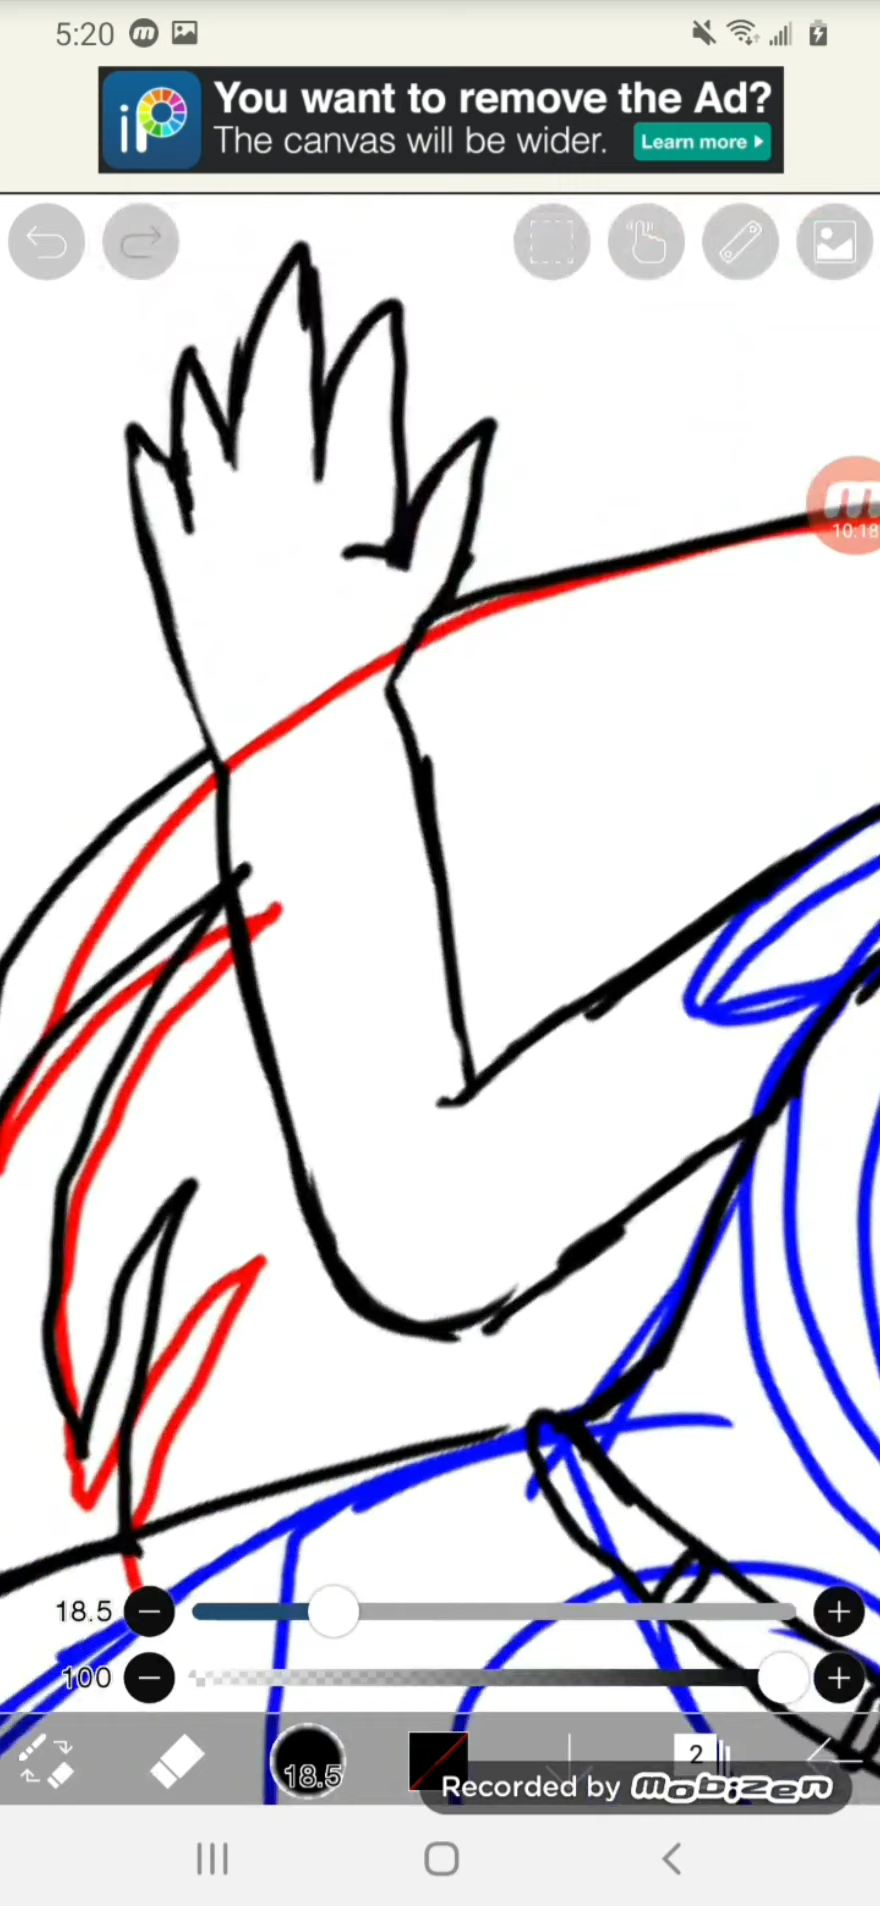 5:20
iP
You want to remove the Ad?
The canvas will be wider.
Learn more
10:18
18.5
100
18.5
2
Recorded by Mobizen